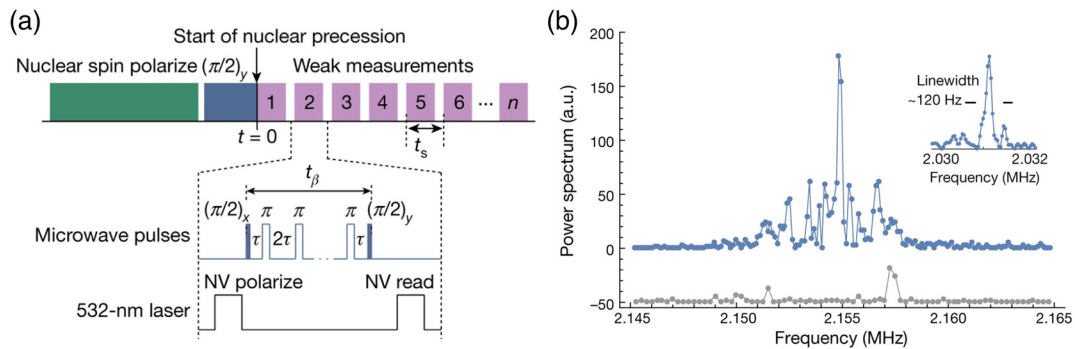 (a)
Start of nuclear precession
Nuclear spin polarize (π/2)y Weak measurements
1 2 3 4 5 6 ... n
t = 0
ts
tβ
(π/2)x π π π (π/2)y
Microwave pulses τ 2τ ... τ
NV polarize NV read
532-nm laser
(b)
200
150
100
50
0
−50
Power spectrum (a.u.)
Linewidth
~120 Hz
2.030 2.032
Frequency (MHz)
2.145 2.150 2.155 2.160 2.165
Frequency (MHz)